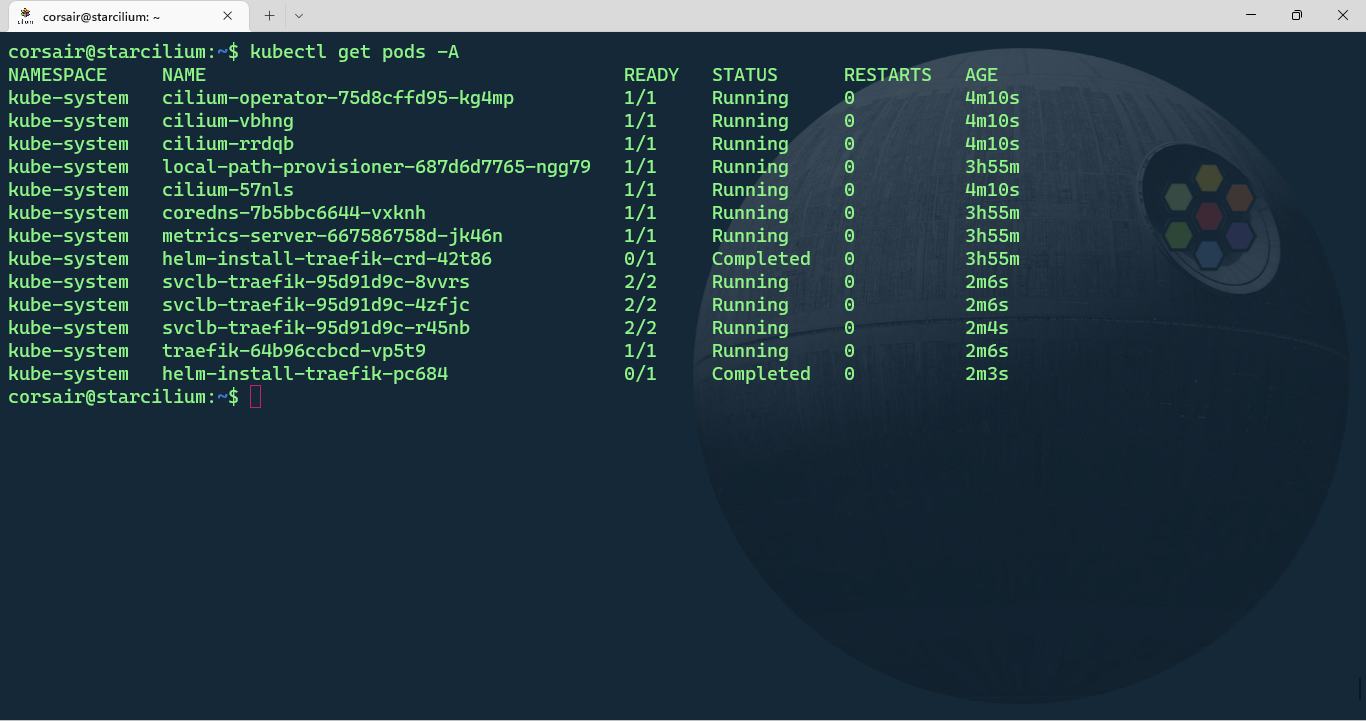 corsair@starcilium: ~
corsair@starcilium:~$ kubectl get pods -A
NAMESPACE     NAME                                      READY   STATUS      RESTARTS   AGE
kube-system   cilium-operator-75d8cffd95-kg4mp          1/1     Running     0          4m10s
kube-system   cilium-vbhng                              1/1     Running     0          4m10s
kube-system   cilium-rrdqb                              1/1     Running     0          4m10s
kube-system   local-path-provisioner-687d6d7765-ngg79   1/1     Running     0          3h55m
kube-system   cilium-57nls                              1/1     Running     0          4m10s
kube-system   coredns-7b5bbc6644-vxknh                  1/1     Running     0          3h55m
kube-system   metrics-server-667586758d-jk46n           1/1     Running     0          3h55m
kube-system   helm-install-traefik-crd-42t86            0/1     Completed   0          3h55m
kube-system   svclb-traefik-95d91d9c-8vvrs              2/2     Running     0          2m6s
kube-system   svclb-traefik-95d91d9c-4zfjc              2/2     Running     0          2m6s
kube-system   svclb-traefik-95d91d9c-r45nb              2/2     Running     0          2m4s
kube-system   traefik-64b96ccbcd-vp5t9                  1/1     Running     0          2m6s
kube-system   helm-install-traefik-pc684                0/1     Completed   0          2m3s
corsair@starcilium:~$